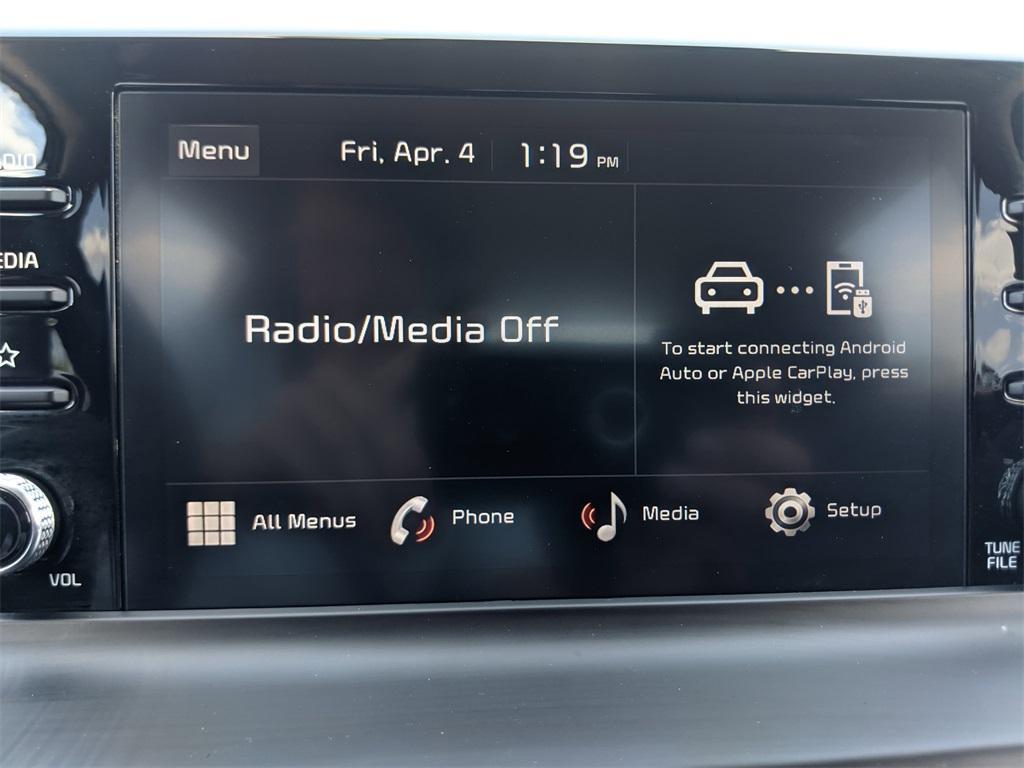 Menu
Fri, Apr. 4
1:19 PM
EDIA
Radio/Media Off
To start connecting Android
Auto or Apple CarPlay, press
this widget.
All Menus
Phone
Media
Setup
VOL
TUNE
FILE